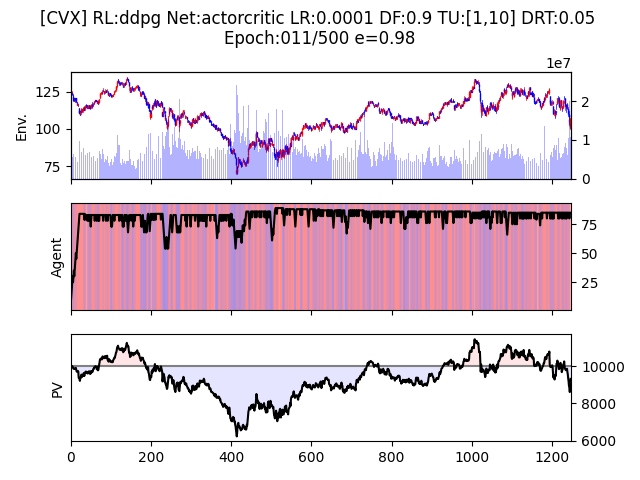 [CVX] RL:ddpg Net:actorcritic LR:0.0001 DF:0.9 TU:[1,10] DRT:0.05
Epoch:011/500 e=0.98
1e7
125
100
75
Env.
2
1
0
Agent
75
50
25
PV
10000
8000
6000
0 200 400 600 800 1000 1200